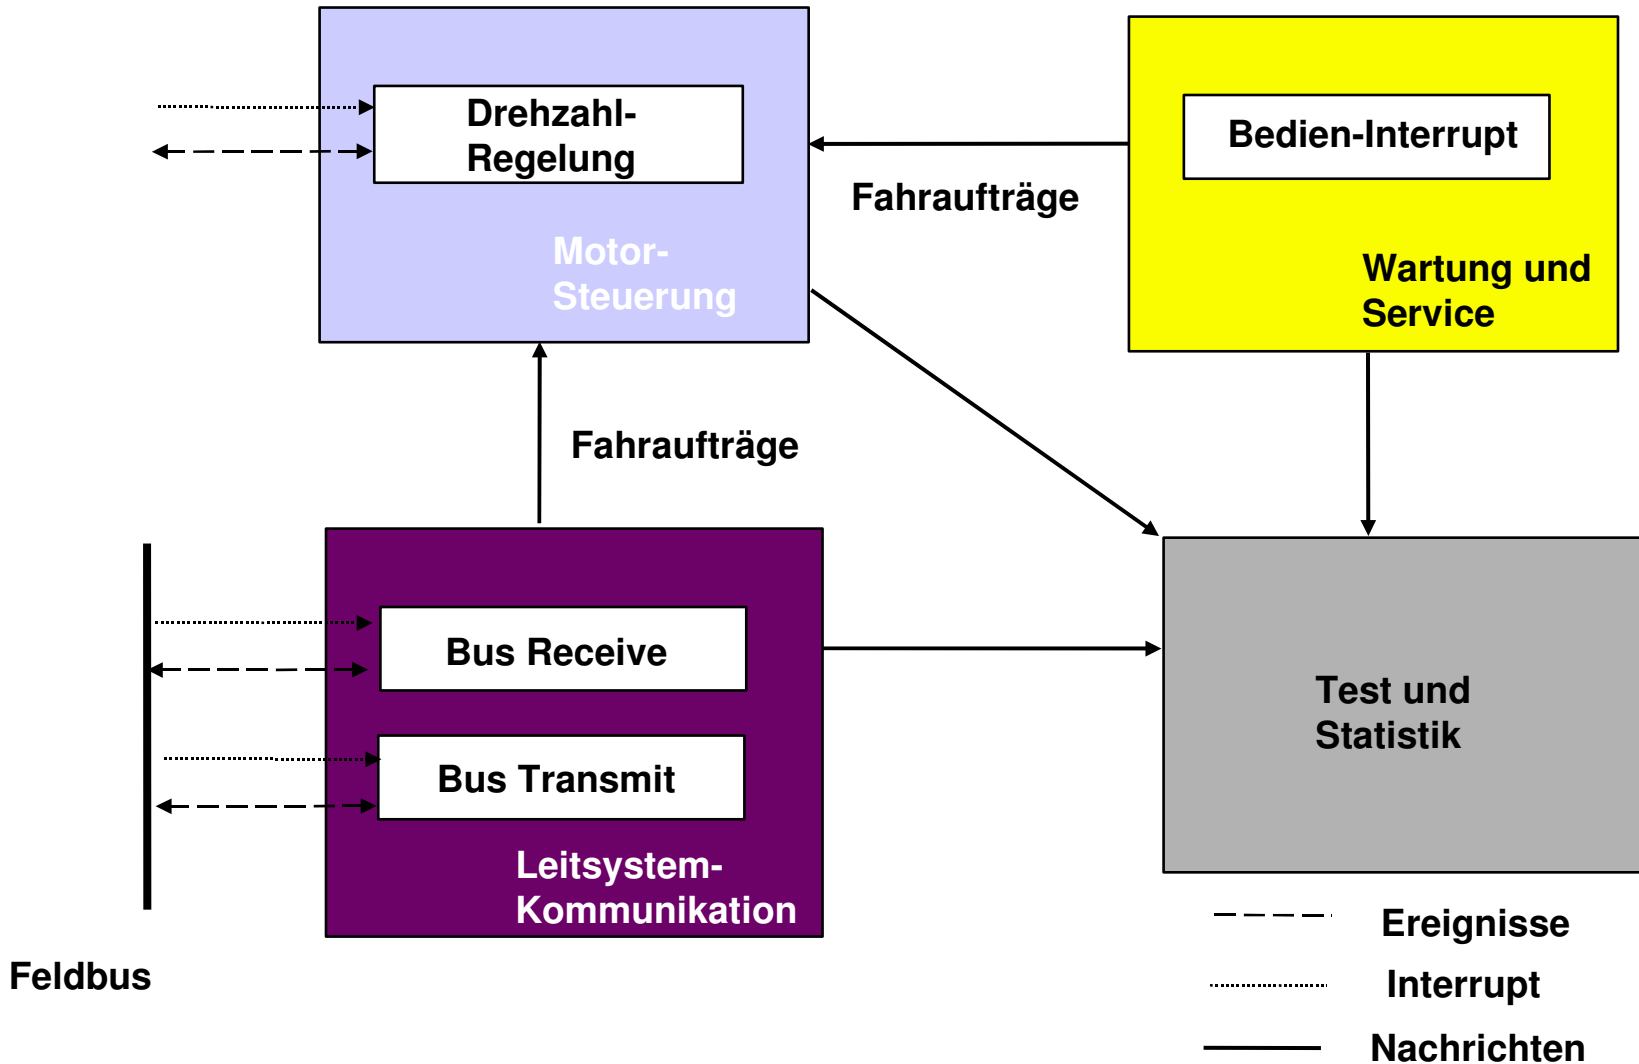 Drehzahl-
Regelung
Motor-
Steuerung
Fahraufträge
Bedien-Interrupt
Wartung und
Service
Fahraufträge
Bus Receive
Bus Transmit
Leitsystem-
Kommunikation
Test und
Statistik
Feldbus
Ereignisse
Interrupt
Nachrichten